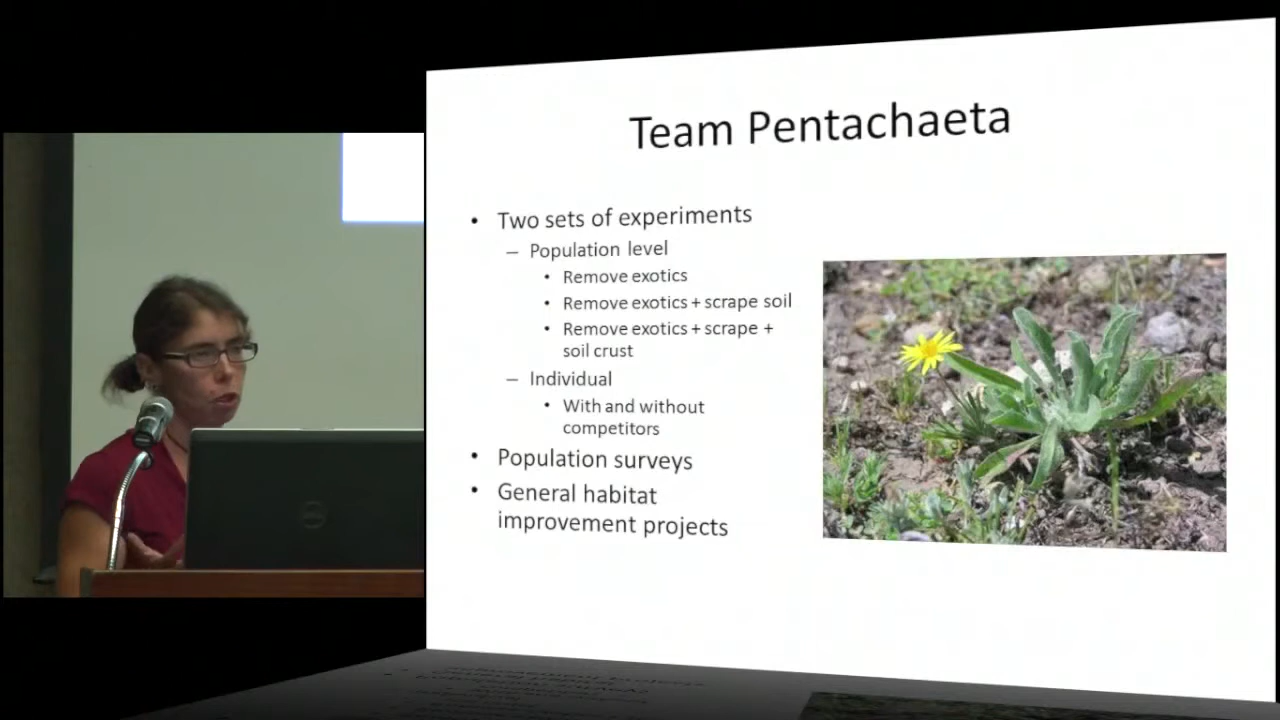 Team Pentachaeta
• Two sets of experiments
– Population level
• Remove exotics
• Remove exotics + scrape soil
• Remove exotics + scrape +
soil crust
– Individual
• With and without
competitors
• Population surveys
• General habitat
improvement projects